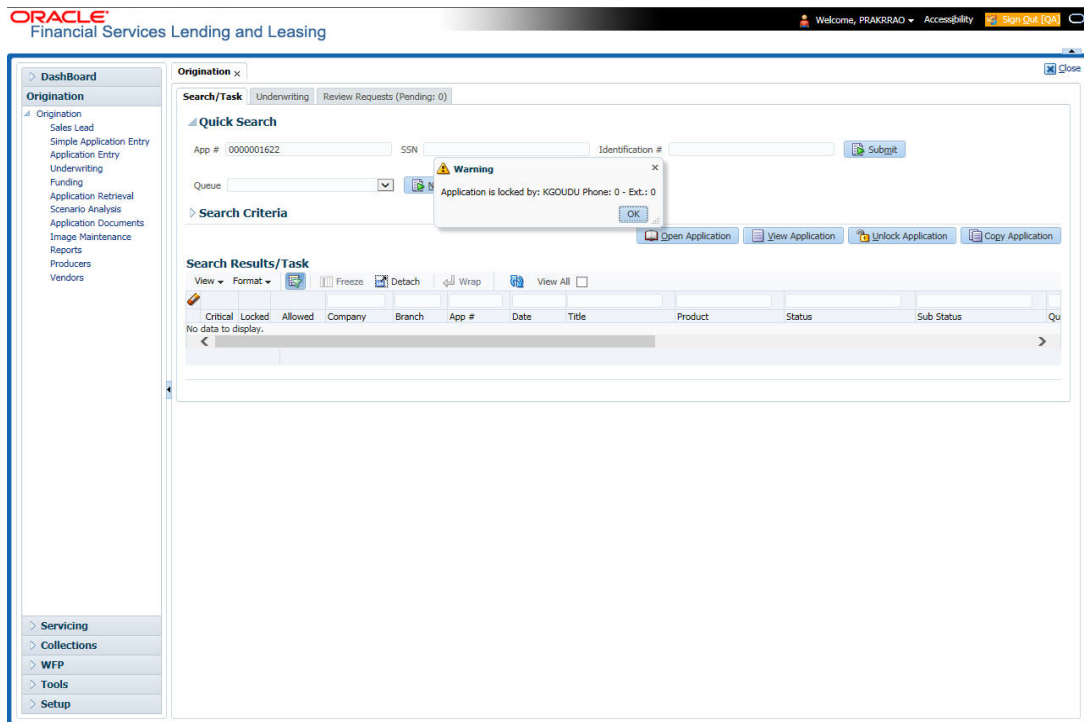 ORACLE
Financial Services Lending and Leasing
Welcome, PRAKRRAO Accessibility Sign Out [QA]
DashBoard
Origination
Origination
Sales Lead
Simple Application Entry
Application Entry
Underwriting
Funding
Application Retrieval
Scenario Analysis
Application Documents
Image Maintenance
Reports
Producers
Vendors
Servicing
Collections
WFP
Tools
Setup
Origination x
Close
Search/Task Underwriting Review Requests (Pending: 0)
Quick Search
App # 0000001622 SSN Identification # Submit
Queue N
Warning
Application is locked by: KGOUDU Phone: 0 - Ext.: 0
OK
Search Criteria
Open Application View Application Unlock Application Copy Application
Search Results/Task
View Format Freeze Detach Wrap View All
Critical Locked Allowed Company Branch App # Date Title Product Status Sub Status Qu
No data to display.